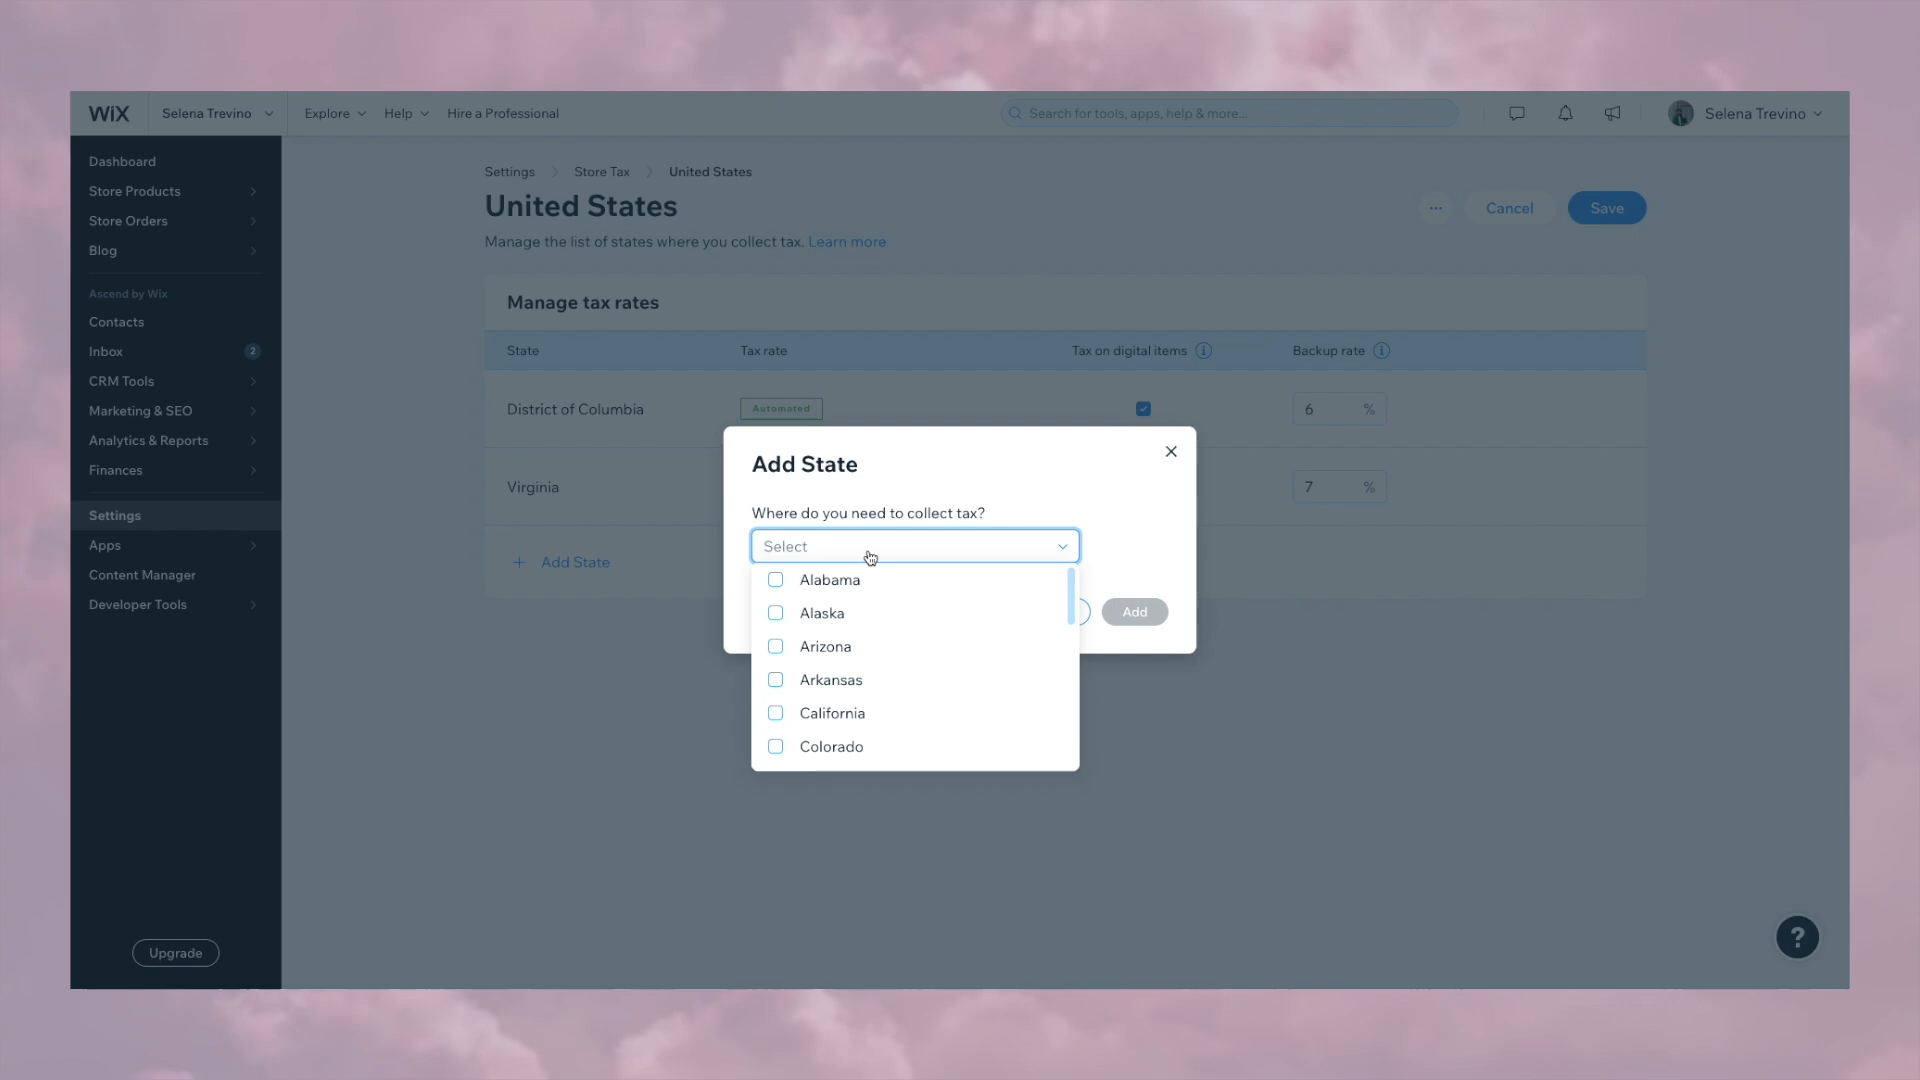 WiX
Selena Trevino
Explore
Help
Hire a Professional
Search for tools, apps, help & more...
Selena Trevino
Dashboard
Store Products
Store Orders
Blog
Ascend by Wix
Contacts
Inbox
2
CRM Tools
Marketing & SEO
Analytics & Reports
Finances
Settings
Apps
Content Manager
Developer Tools
Upgrade
Settings
Store Tax
United States
United States
... Cancel Save
Manage the list of states where you collect tax. Learn more
Manage tax rates
State
Tax rate
Tax on digital items i
Backup rate i
District of Columbia
Automated
6 %
Virginia
7 %
+ Add State
Add State
Where do you need to collect tax?
Select
Alabama
Alaska
Arizona
Arkansas
California
Colorado
Add
?